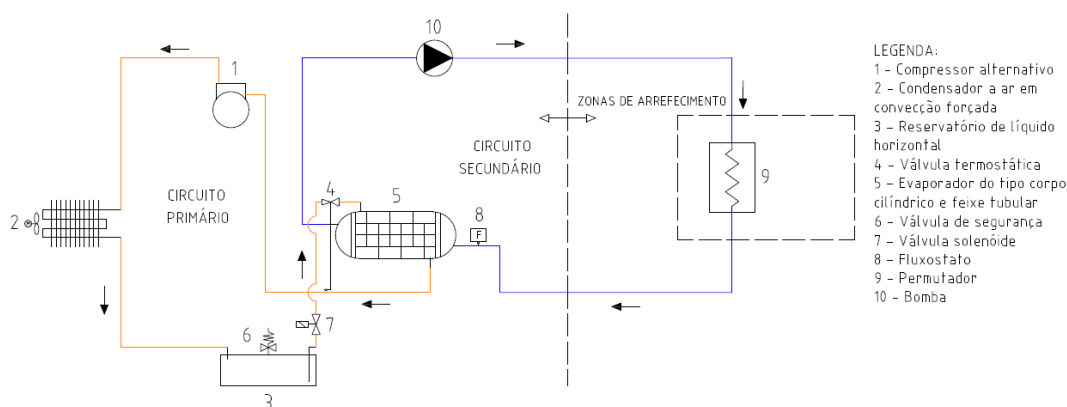 10
1
CIRCUITO
PRIMÁRIO
2
3
4
5
6
7
8
F
CIRCUITO
SECUNDÁRIO
ZONAS DE ARREFECIMENTO
9
LEGENDA:
1 - Compressor alternativo
2 - Condensador a ar em
convecção forçada
3 - Reservatório de líquido
horizontal
4 - Válvula termostática
5 - Evaporador do tipo corpo
cilíndrico e feixe tubular
6 - Válvula de segurança
7 - Válvula solenóide
8 - Fluxostato
9 - Permutador
10 - Bomba